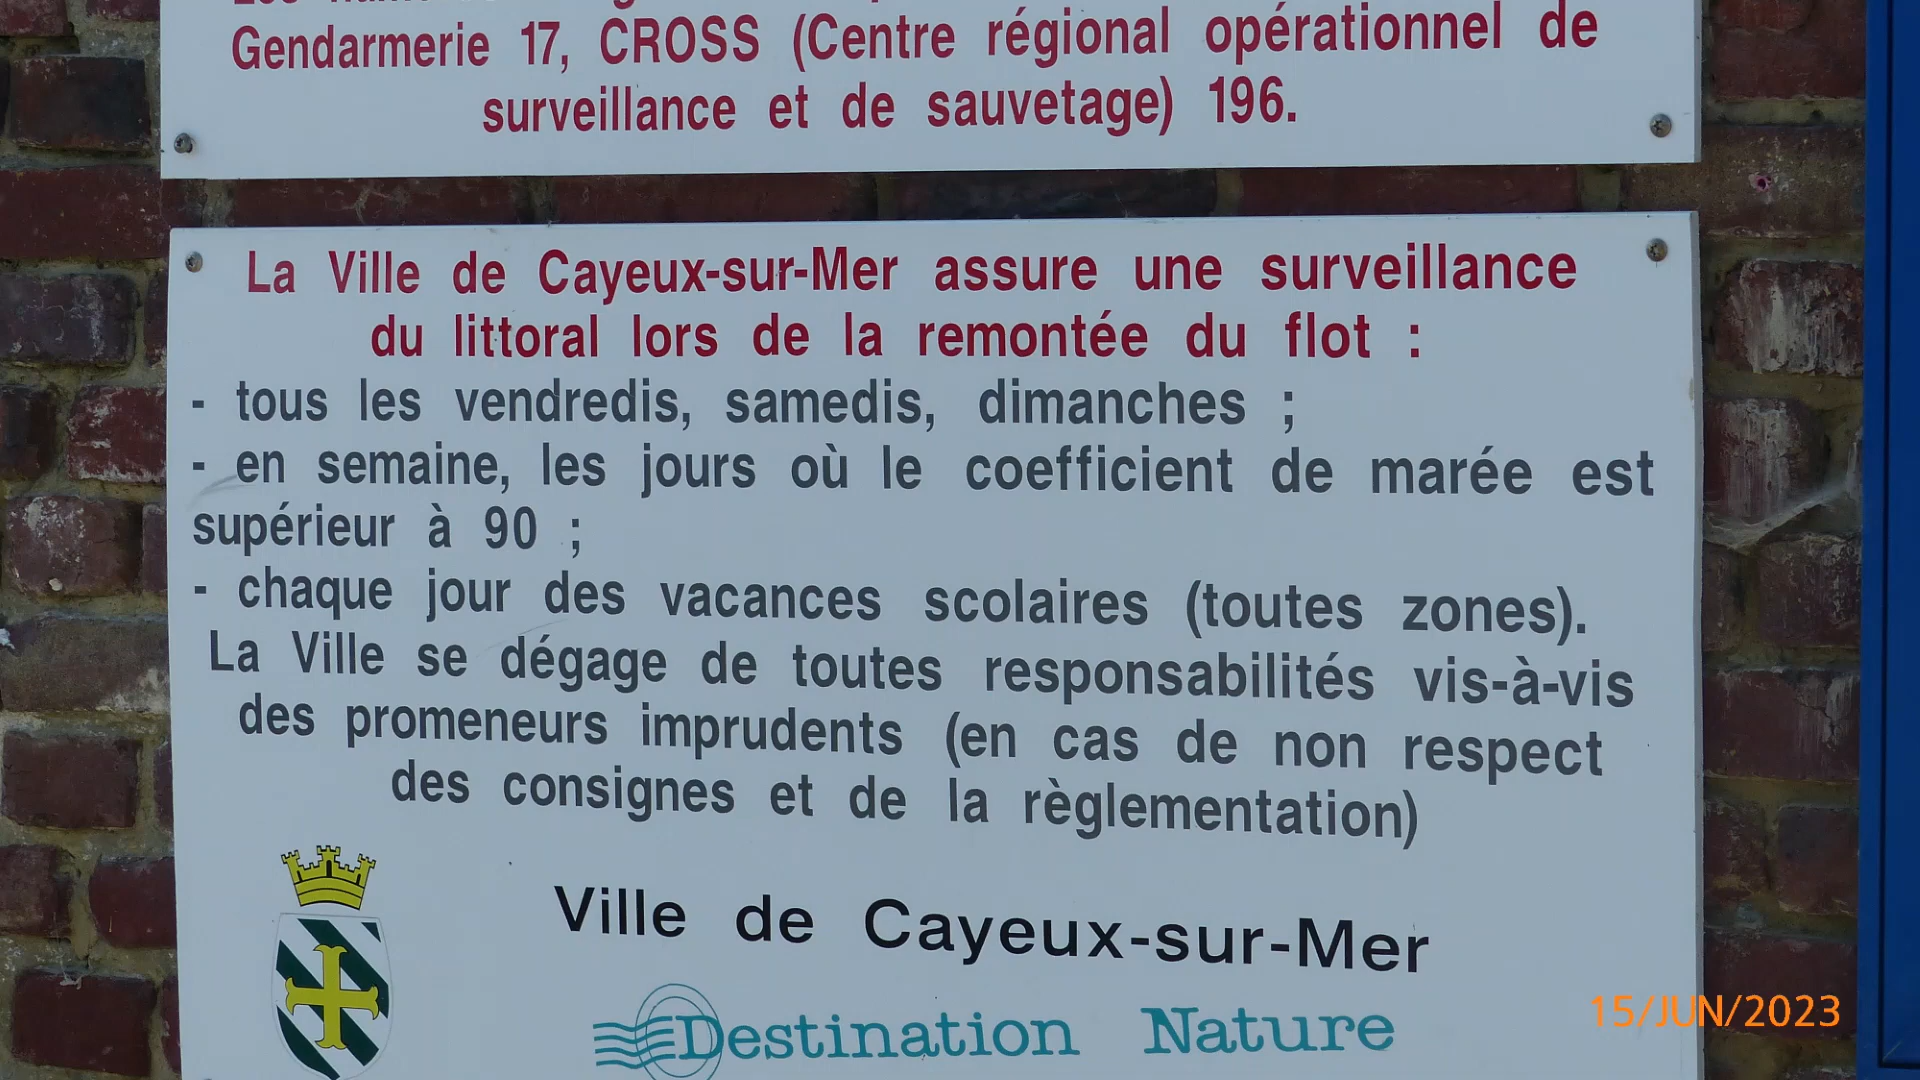 Gendarmerie 17, CROSS (Centre régional opérationnel de
surveillance et de sauvetage) 196.
La Ville de Cayeux-sur-Mer assure une surveillance
du littoral lors de la remontée du flot :
- tous les vendredis, samedis, dimanches ;
- en semaine, les jours où le coefficient de marée est
supérieur à 90 ;
- chaque jour des vacances scolaires (toutes zones).
La Ville se dégage de toutes responsabilités vis-à-vis
des promeneurs imprudents (en cas de non respect
des consignes et de la règlementation)
Ville de Cayeux-sur-Mer
Destination Nature
15/JUN/2023